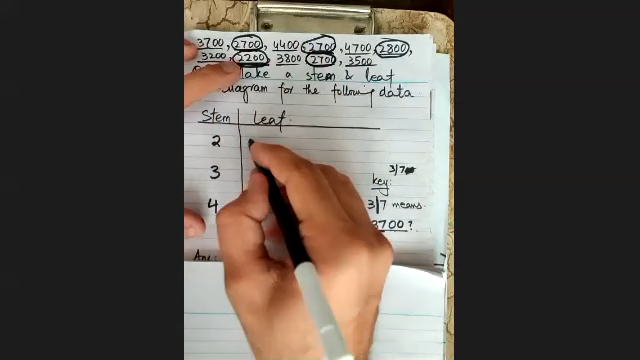 3700, 2700, 4400, 2700, 4700, 2800
3200, 2200 3800 2700, 3500
Make a stem & leaf
diagram for the following data
Stem leaf.
2
3 3/7
key:
4 3|7 means
3700?
Ans: